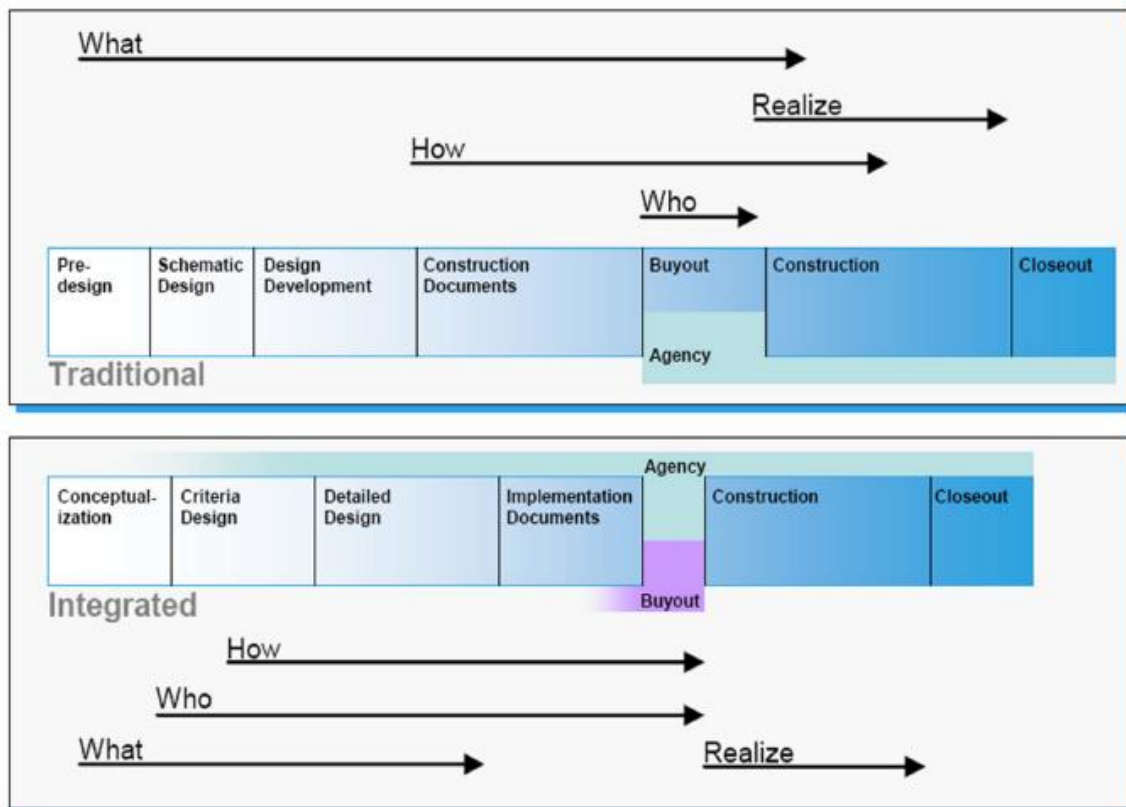 What
Realize
How
Who
Pre-
design
Schematic
Design
Design
Development
Construction
Documents
Buyout
Construction
Closeout
Agency
Traditional
Agency
Conceptual-
ization
Criteria
Design
Detailed
Design
Implementation
Documents
Construction
Closeout
Buyout
Integrated
How
Who
What
Realize